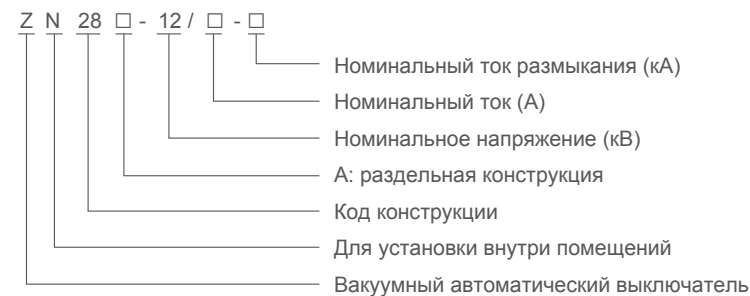 Z N 28 □ - 12 / □ - □
Номинальный ток размыкания (кА)
Номинальный ток (А)
Номинальное напряжение (кВ)
А: раздельная конструкция
Код конструкции
Для установки внутри помещений
Вакуумный автоматический выключатель